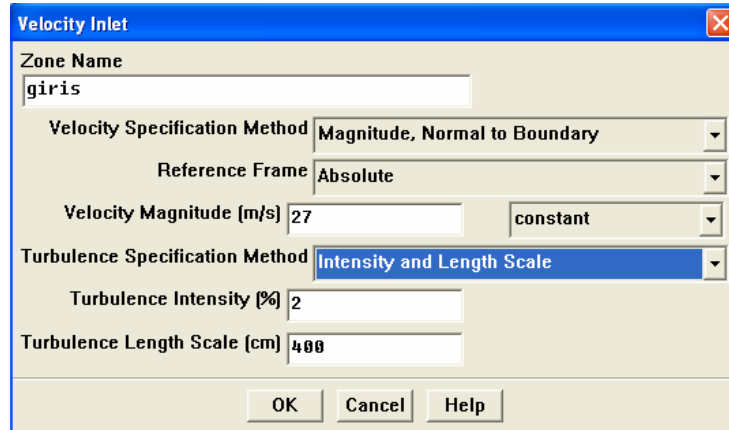 Velocity Inlet
Zone Name
giris
Velocity Specification Method Magnitude, Normal to Boundary
Reference Frame Absolute
Velocity Magnitude (m/s) 27 constant
Turbulence Specification Method Intensity and Length Scale
Turbulence Intensity (%) 2
Turbulence Length Scale (cm) 400
OK Cancel Help